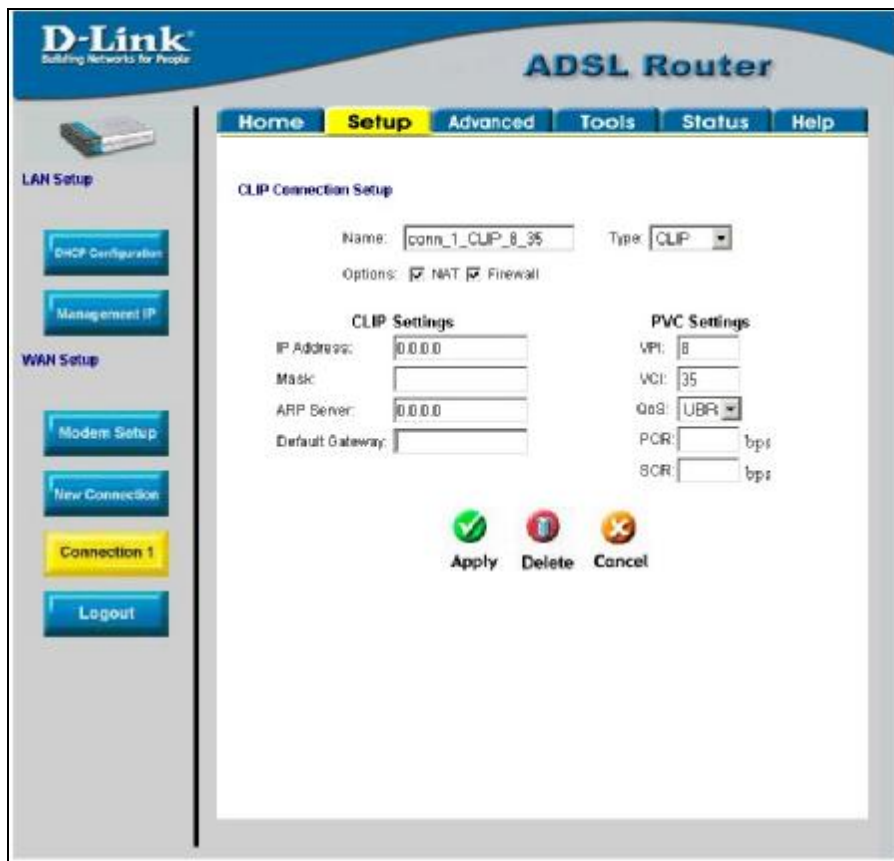 D-Link
Building Networks for People
ADSL Router
Home Setup Advanced Tools Status Help
LAN Setup
DHCP Configuration
Management IP
WAN Setup
Modem Setup
New Connection
Connection 1
Logout
CLIP Connection Setup
Name: conn_1_CLIP_8_35 Type: CLIP
Options: NAT Firewall
CLIP Settings PVC Settings
IP Address: 0.0.0.0 VPI: 8
Mask: VCI: 35
ARP Server: 0.0.0.0 QoS: UBR
Default Gateway: PCR: bps
SCR: bps
Apply Delete Cancel